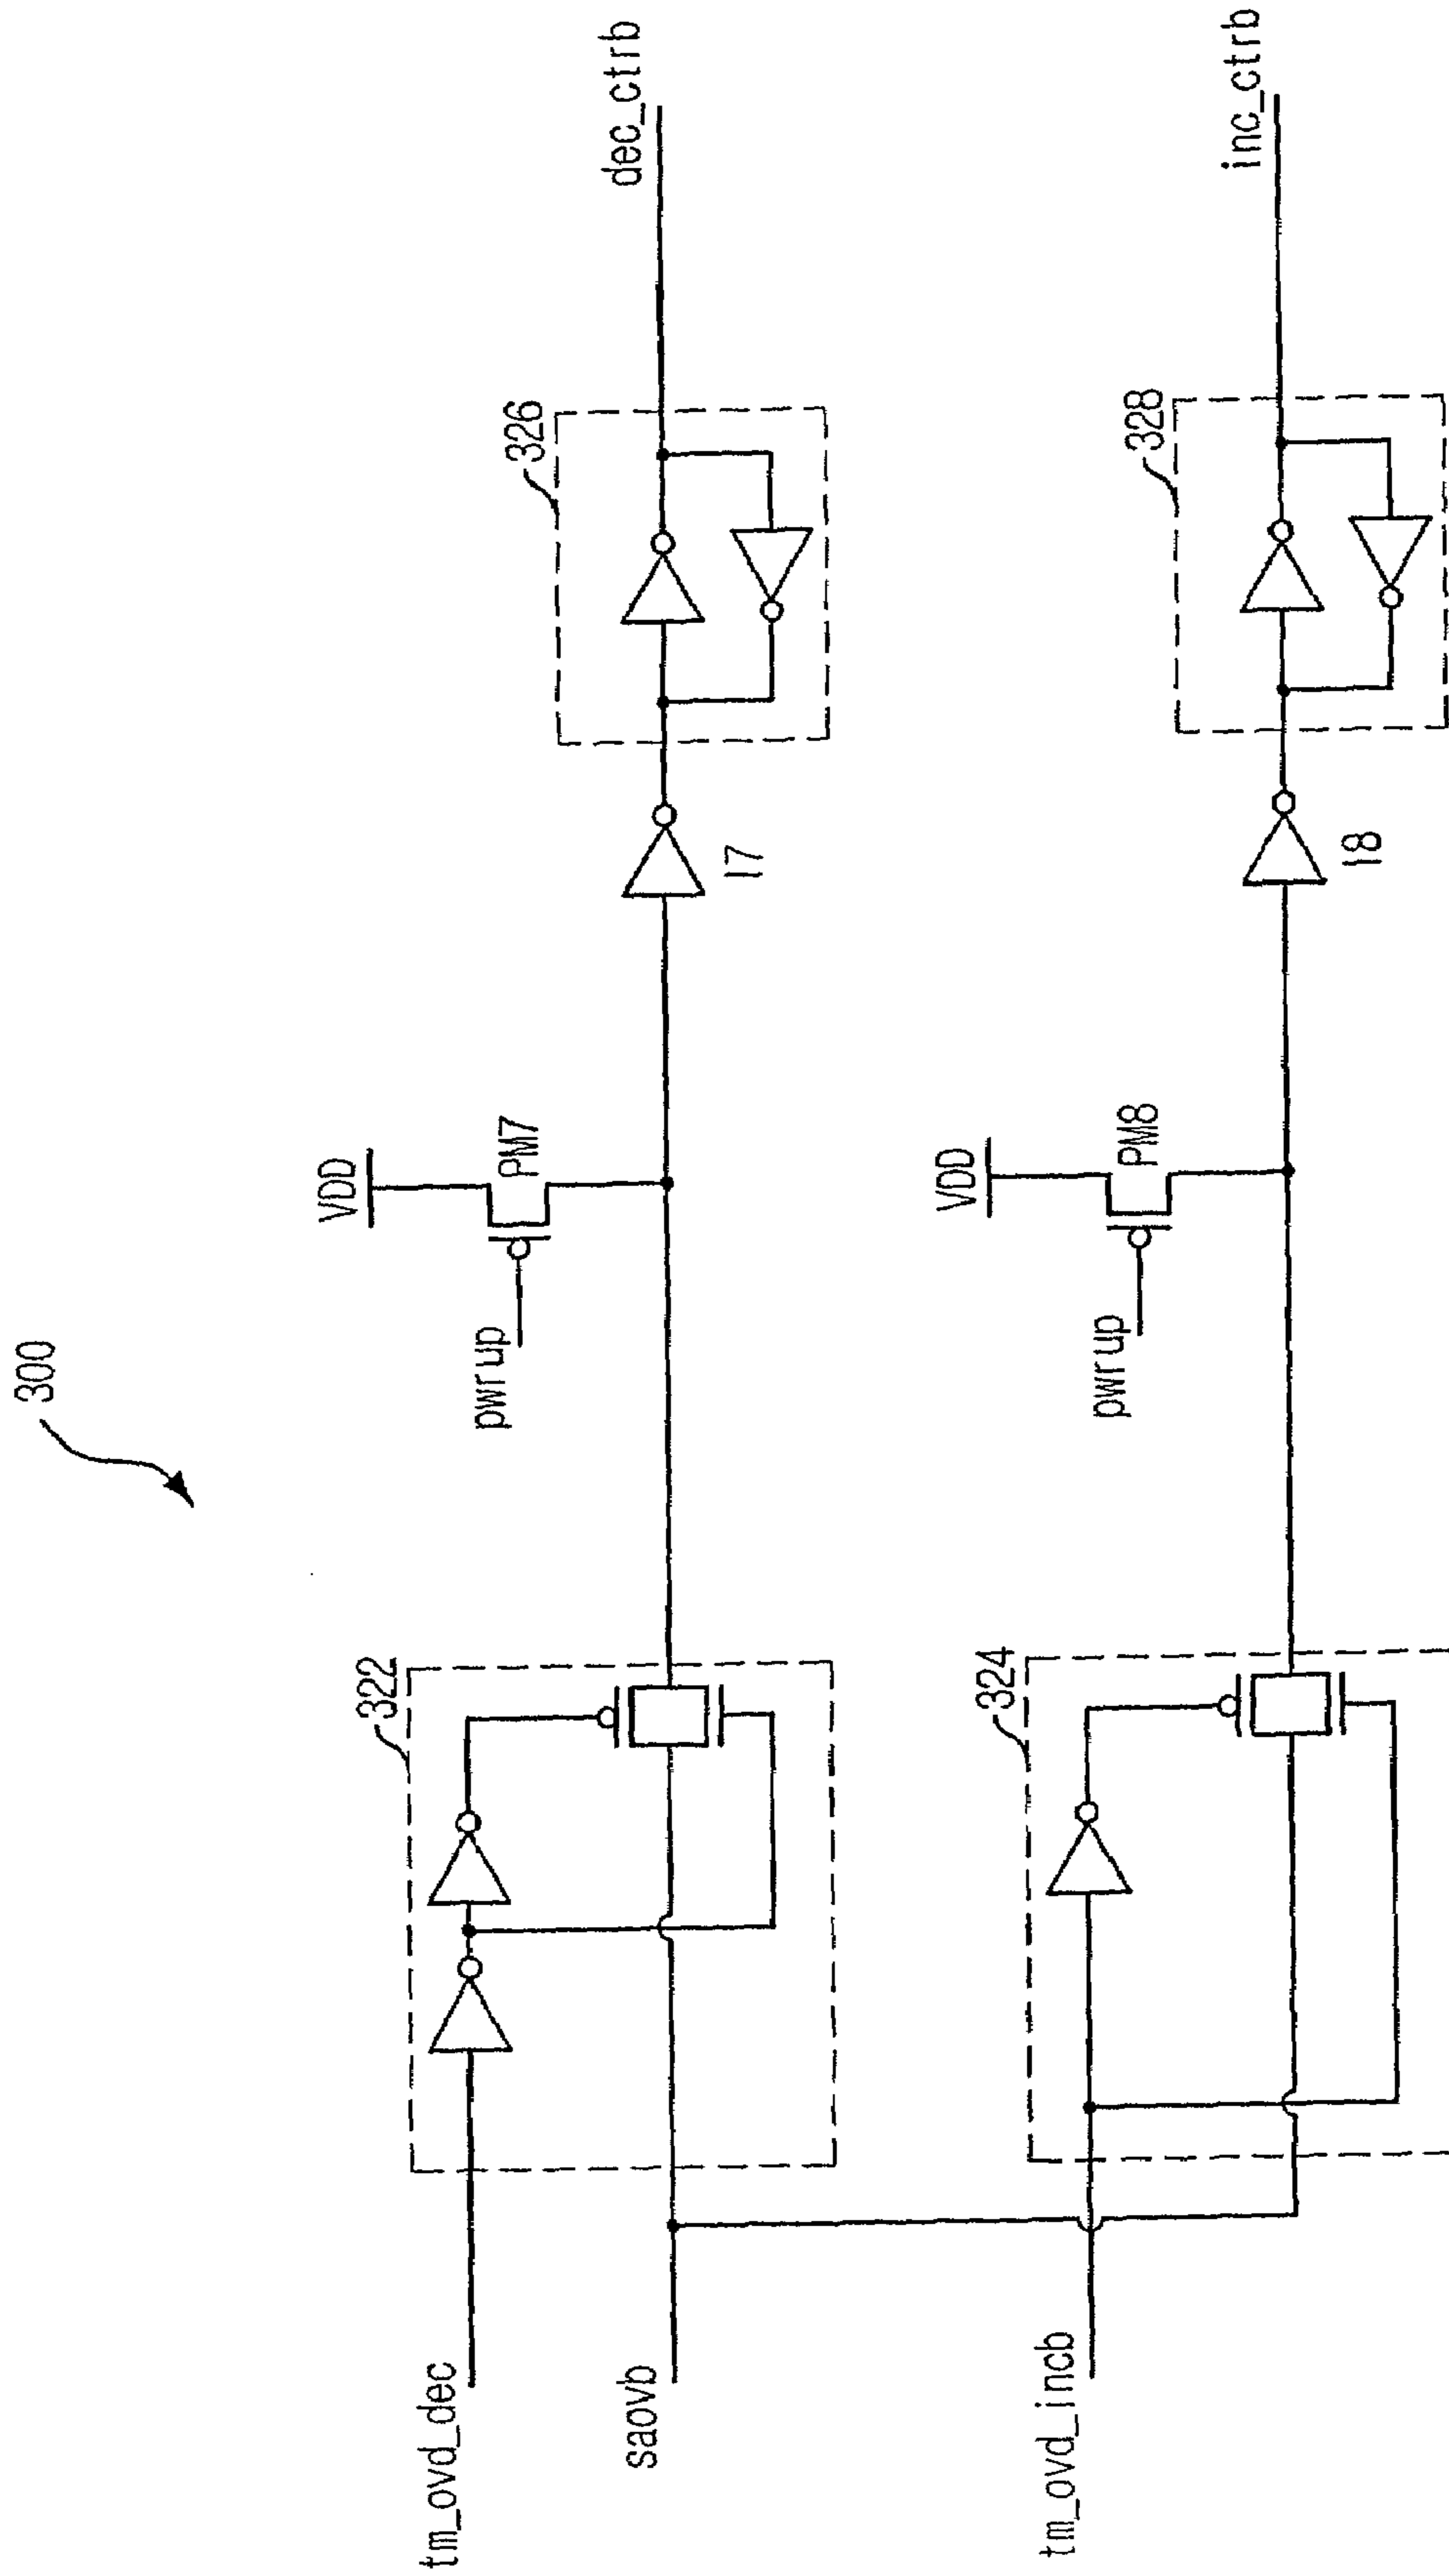 300
322
tm_ovd_dec
saovb
VDD
pwrup
PM7
I7
326
dec_ctrb
324
tm_ovd_incb
VDD
pwrup
PM8
I8
328
inc_ctrb